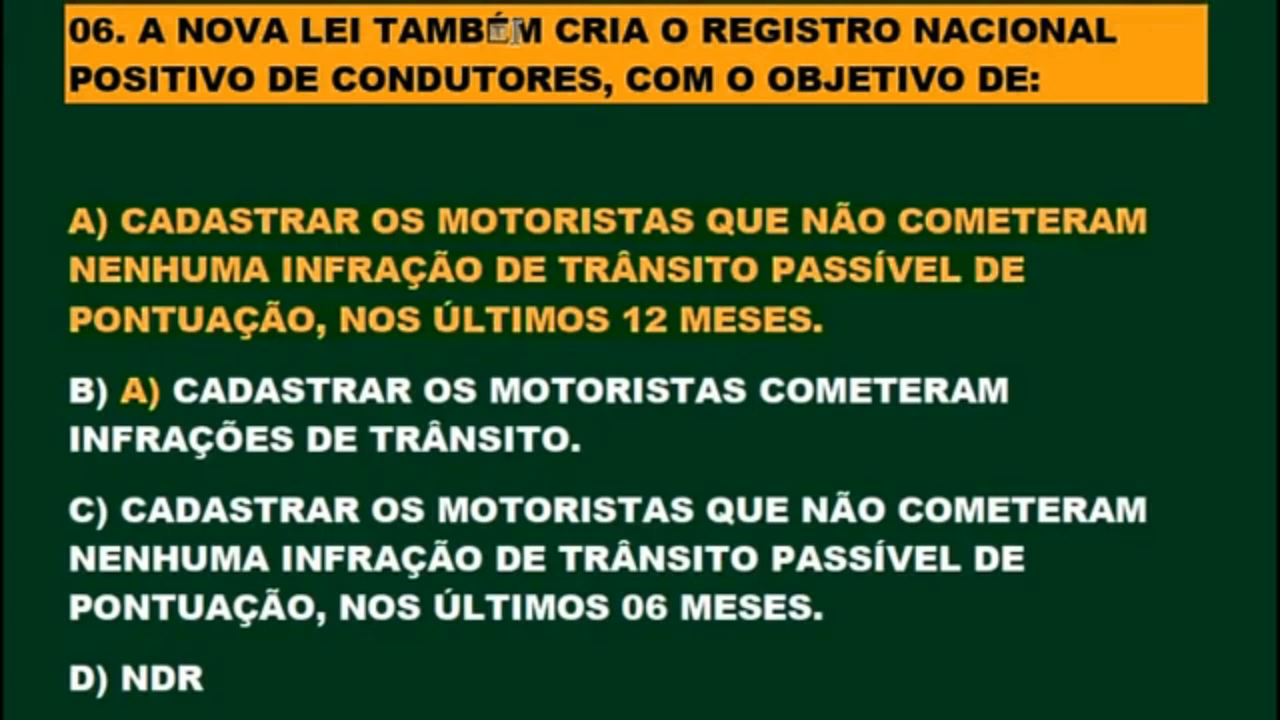 06. A NOVA LEI TAMBÉM CRIA O REGISTRO NACIONAL
POSITIVO DE CONDUTORES, COM O OBJETIVO DE:
A) CADASTRAR OS MOTORISTAS QUE NÃO COMETERAM
NENHUMA INFRAÇÃO DE TRÂNSITO PASSÍVEL DE
PONTUAÇÃO, NOS ÚLTIMOS 12 MESES.
B) A) CADASTRAR OS MOTORISTAS COMETERAM
INFRAÇÕES DE TRÂNSITO.
C) CADASTRAR OS MOTORISTAS QUE NÃO COMETERAM
NENHUMA INFRAÇÃO DE TRÂNSITO PASSÍVEL DE
PONTUAÇÃO, NOS ÚLTIMOS 06 MESES.
D) NDR